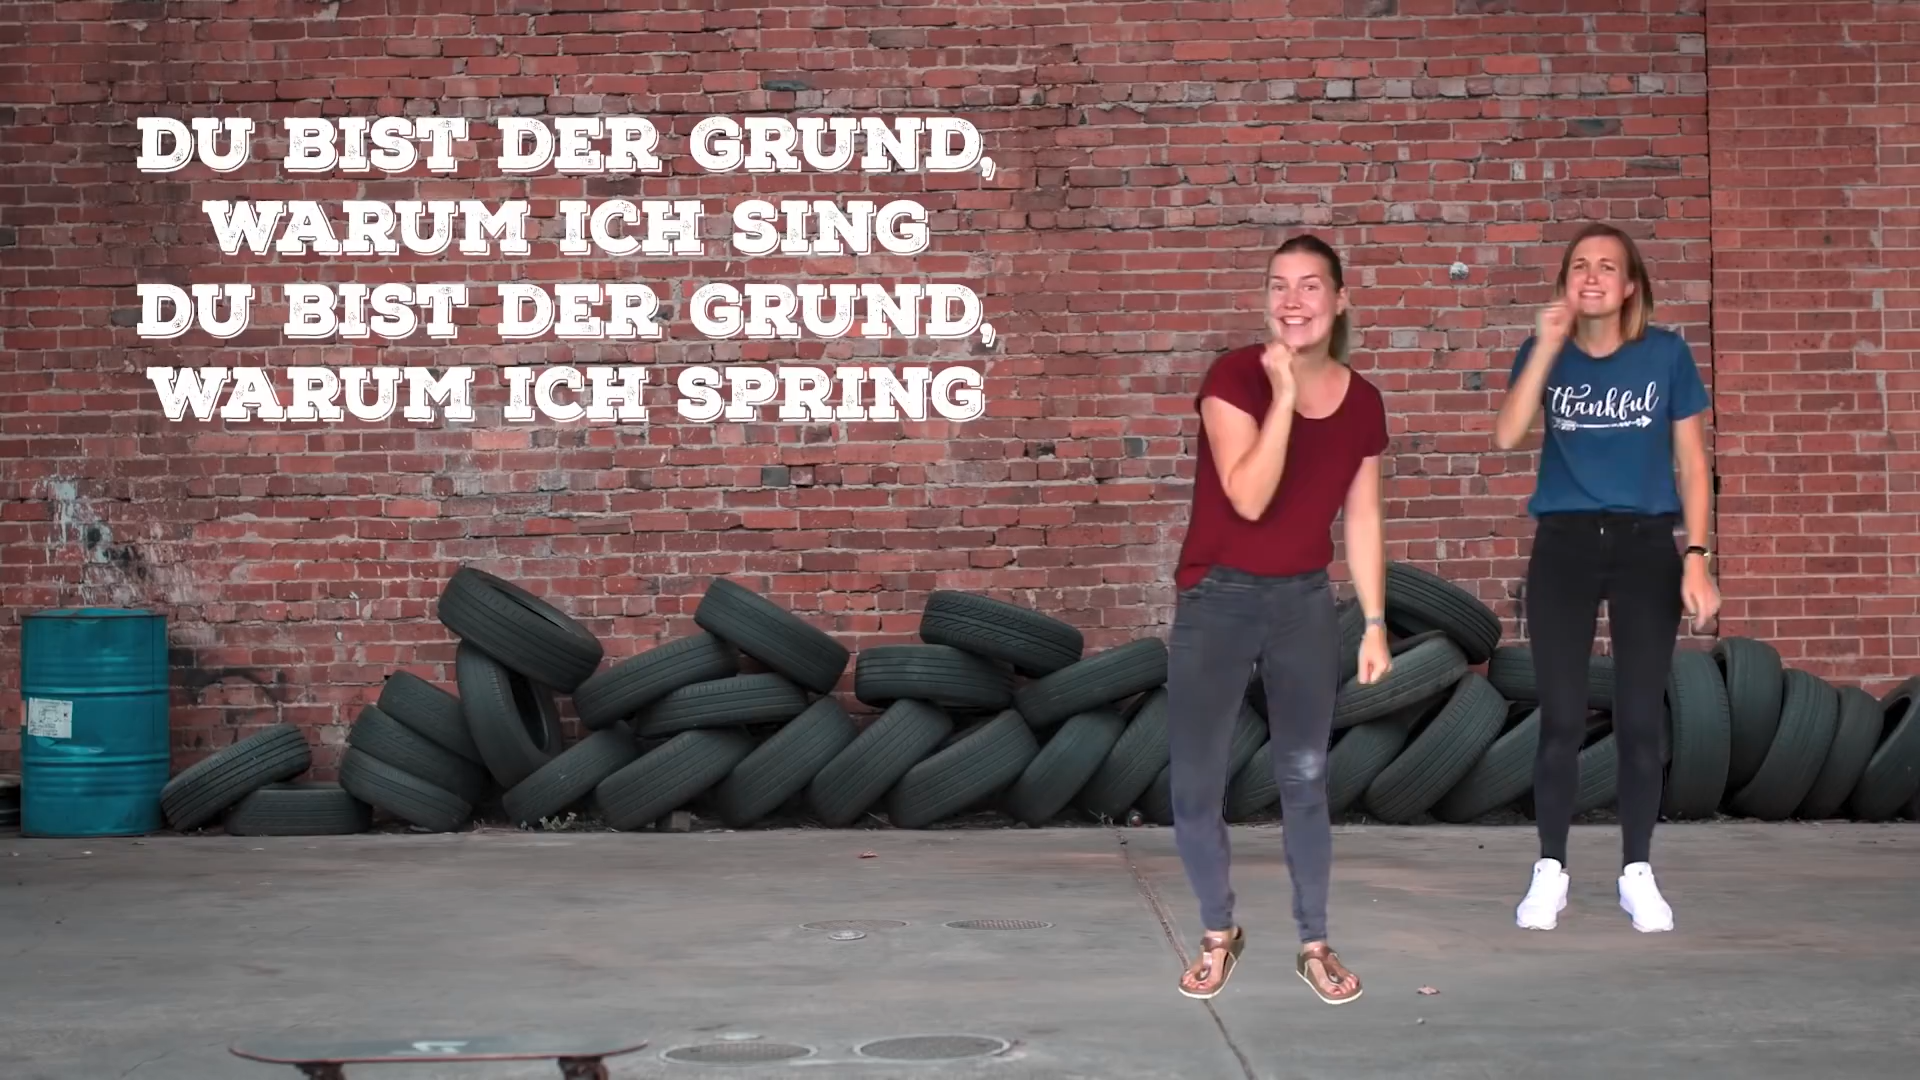 DU BIST DER GRUND,
WARUM ICH SING
DU BIST DER GRUND,
WARUM ICH SPRING
thankful